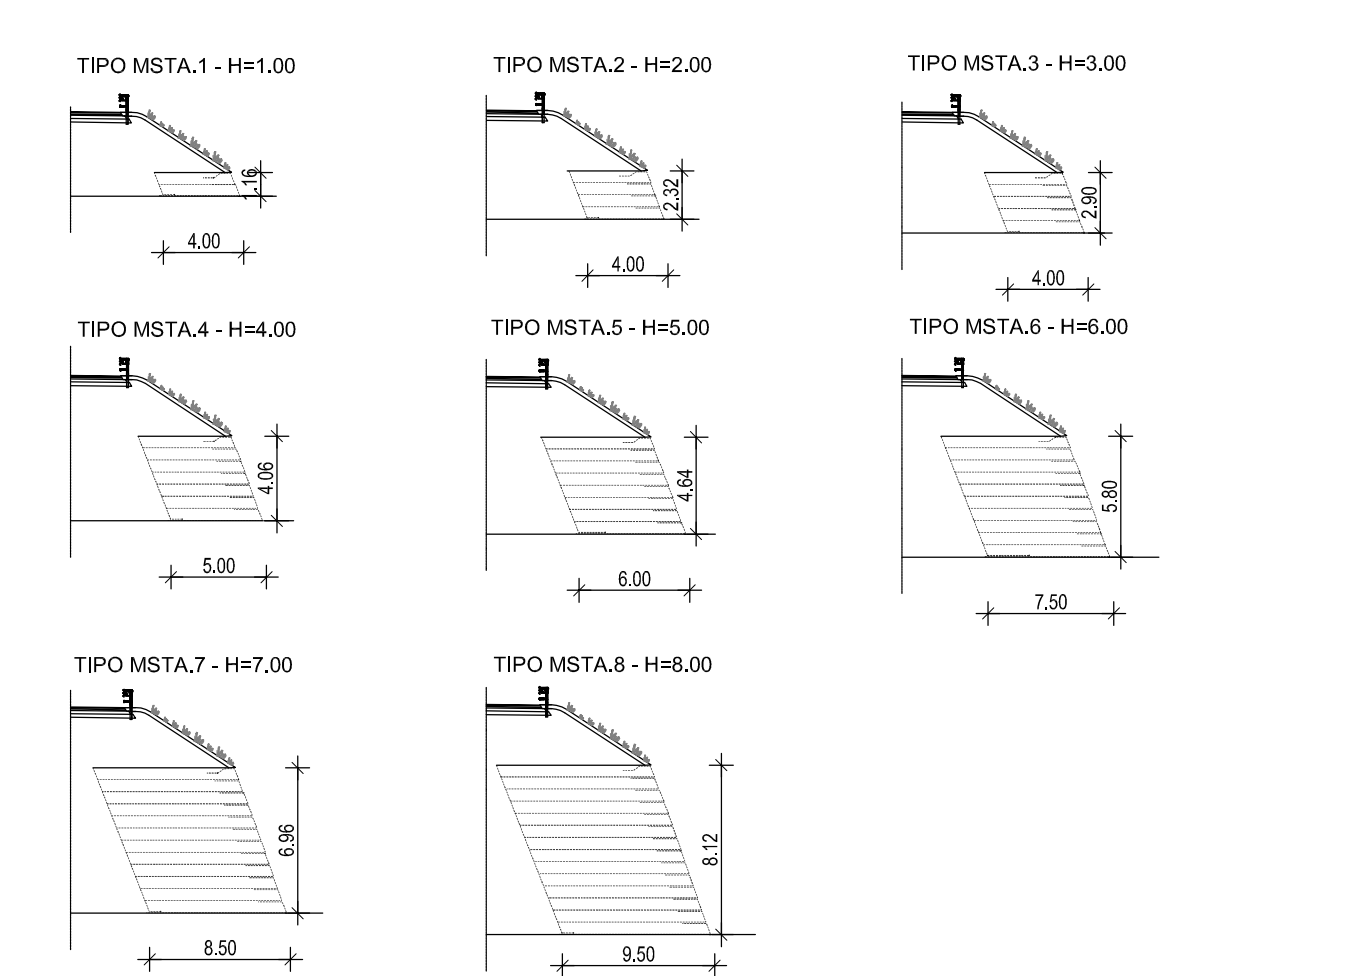 TIPO MSTA.1 - H=1.00
TIPO MSTA.2 - H=2.00
TIPO MSTA.3 - H=3.00
1.16
2.32
2.90
4.00
4.00
4.00
TIPO MSTA.4 - H=4.00
TIPO MSTA.5 - H=5.00
TIPO MSTA.6 - H=6.00
4.06
4.64
5.80
5.00
6.00
7.50
TIPO MSTA.7 - H=7.00
TIPO MSTA.8 - H=8.00
6.96
8.12
8.50
9.50